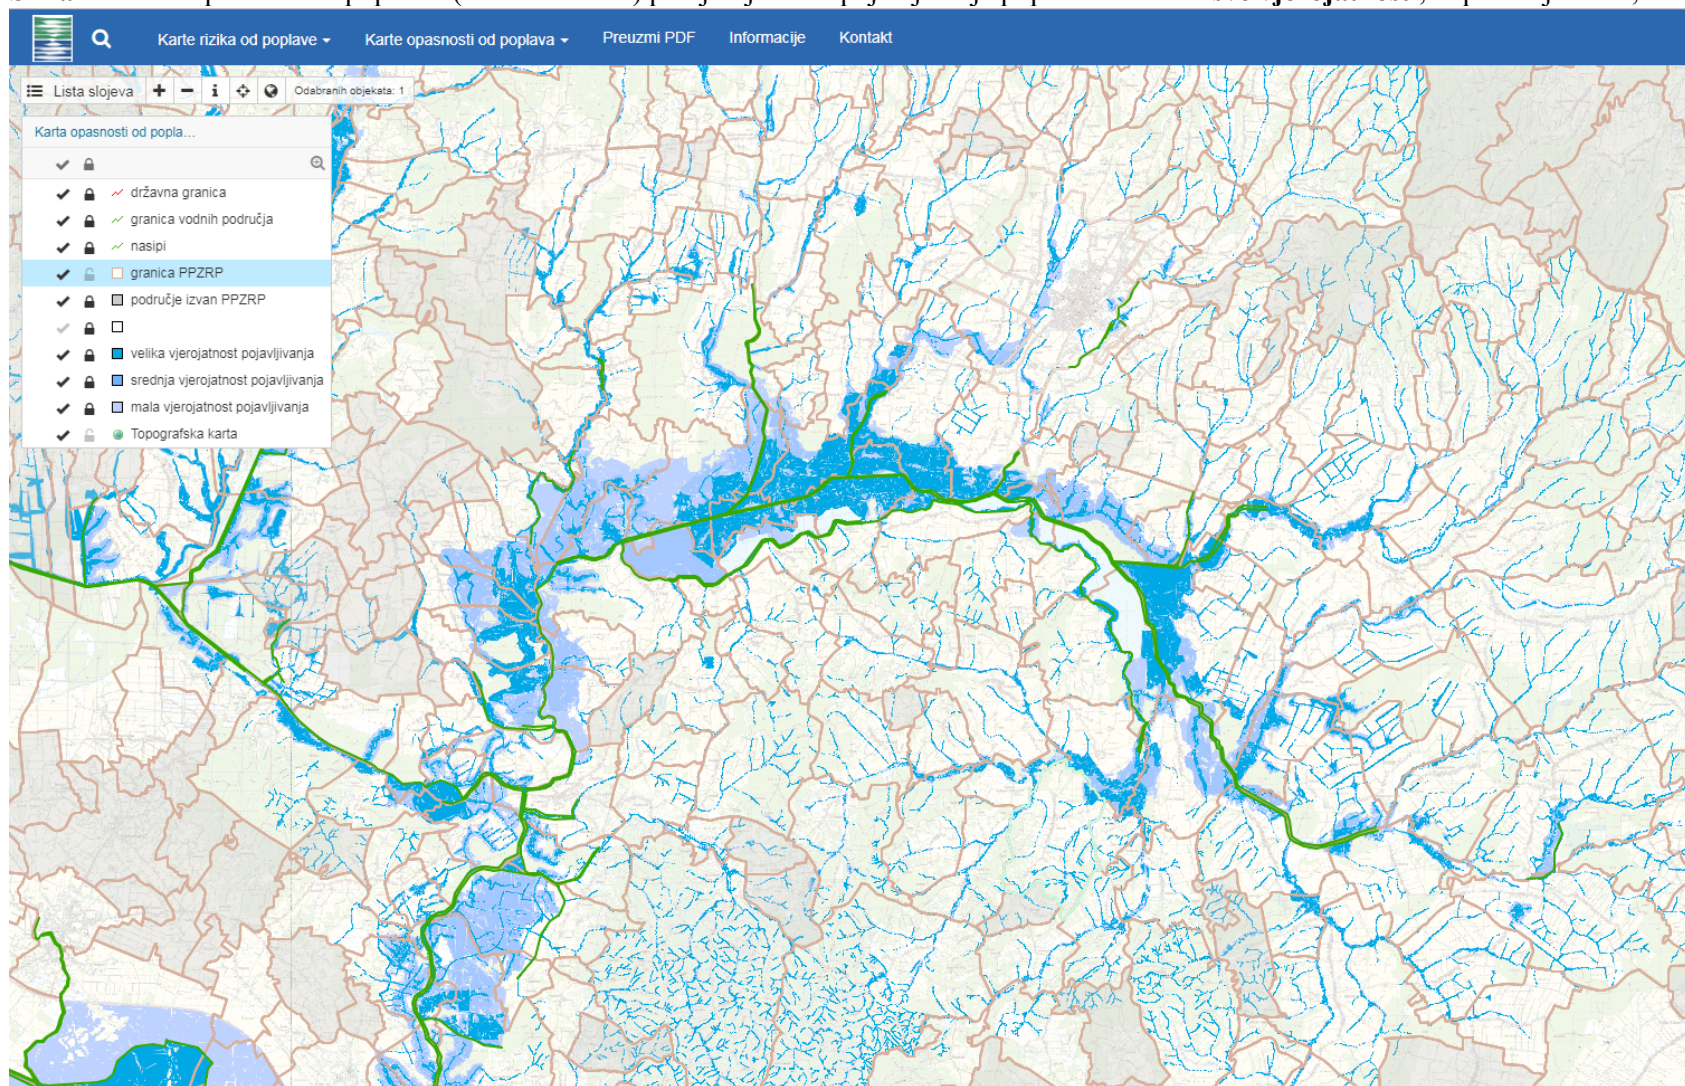 Karte rizika od poplave
Karte opasnosti od poplava
Preuzmi PDF
Informacije
Kontakt
Lista slojeva
Odabranih objekata: 1
Karta opasnosti od popla...
državna granica
granica vodnih područja
nasipi
granica PPZRP
područje izvan PPZRP
velika vjerojatnost pojavljivanja
srednja vjerojatnost pojavljivanja
mala vjerojatnost pojavljivanja
Topografska karta